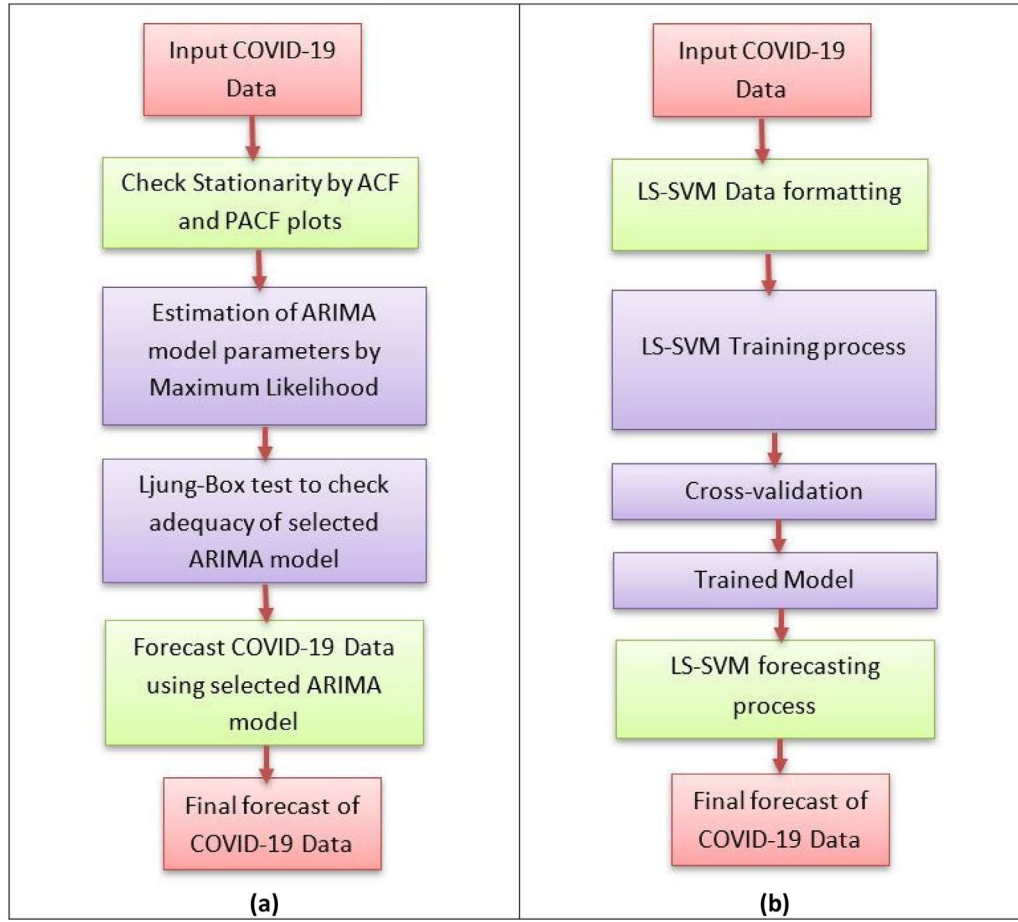 Input COVID-19
Data
Check Stationarity by ACF
and PACF plots
Estimation of ARIMA
model parameters by
Maximum Likelihood
Ljung-Box test to check
adequacy of selected
ARIMA model
Forecast COVID-19 Data
using selected ARIMA
model
Final forecast of
COVID-19 Data
(a)
Input COVID-19
Data
LS-SVM Data formatting
LS-SVM Training process
Cross-validation
Trained Model
LS-SVM forecasting
process
Final forecast of
COVID-19 Data
(b)